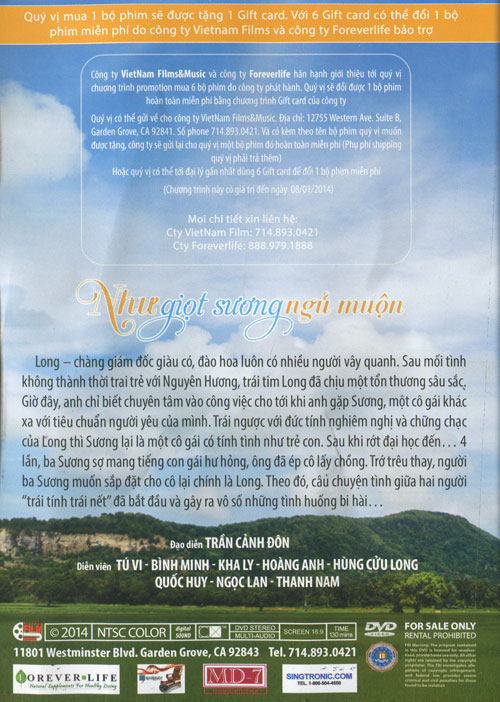 Quý vị mua 1 bộ phim sẽ được tặng 1 Gift card. Với 6 Gift card có thể đổi 1 bộ
phim miễn phí do công ty Vietnam Films và công ty Foreverlife bảo trợ
Công ty VietNam Films&Music và công ty Foreverlife hân hạnh giới thiệu tới quý vị
chương trình promotion mua 6 bộ phim do công ty phát hành. Quý vị sẽ đổi được 1 bộ phim
hoàn toàn miễn phí bằng chương trình Gift card của công ty
Quý vị có thể gửi về cho công ty VietNam Films&Music. Địa chỉ: 12755 Western Ave. Suite B,
Garden Grove, CA 92841. Số phone 714.893.0421. Và có kèm theo tên bộ phim quý vị muốn
được tặng, công ty sẽ gửi lại cho quý vị một bộ phim đó hoàn toàn miễn phí (Phụ phí shipping
quý vị phải trả thêm)
Hoặc quý vị có thể tới đại lý gần nhất dùng 6 Gift card để đổi 1 bộ phim miễn phí
(Chương trình này có giá trị đến ngày 08/01/2014)
Mọi chi tiết xin liên hệ:
Cty VietNam Film: 714.893.0421
Cty Foreverlife: 888.979.1888
Như giọt sương ngủ muộn
Long – chàng giám đốc giàu có, đào hoa luôn có nhiều người vây quanh. Sau mối tình
không thành thời trai trẻ với Nguyên Hương, trái tim Long đã chịu một tổn thương sâu sắc.
Giờ đây, anh chỉ biết chuyên tâm vào công việc cho tới khi anh gặp Sương, một cô gái khác
xa với tiêu chuẩn người yêu của mình. Trái ngược với đức tính nghiêm nghị và chững chạc
của Long thì Sương lại là một cô gái có tính tình như trẻ con. Sau khi rớt đại học đến... 4
lần, ba Sương sợ mang tiếng con gái hư hỏng, ông đã ép cô lấy chồng. Trớ trêu thay, người
ba Sương muốn sắp đặt cho cô lại chính là Long. Theo đó, câu chuyện tình giữa hai người
“trái tính trái nết” đã bắt đầu và gây ra vô số những tình huống bi hài...
Đạo diễn TRẦN CẢNH ĐÔN
Diễn viên TÚ VI - BÌNH MINH - KHA LY - HOÀNG ANH - HÙNG CỬU LONG
QUỐC HUY - NGỌC LAN - THANH NAM
© 2014 NTSC COLOR digital SOUND DVD STEREO MULTI-AUDIO SCREEN 16:9 TIME 130 mins DVD VIDEO FOR SALE ONLY
RENTAL PROHIBITED
11801 Westminster Blvd. Garden Grove, CA 92843 Tel. 714.893.0421
FOREVER LIFE
Natural Supplements For Healthy Living
MD-7
SINGTRONIC.COM
TEL. 1-800-504-4550